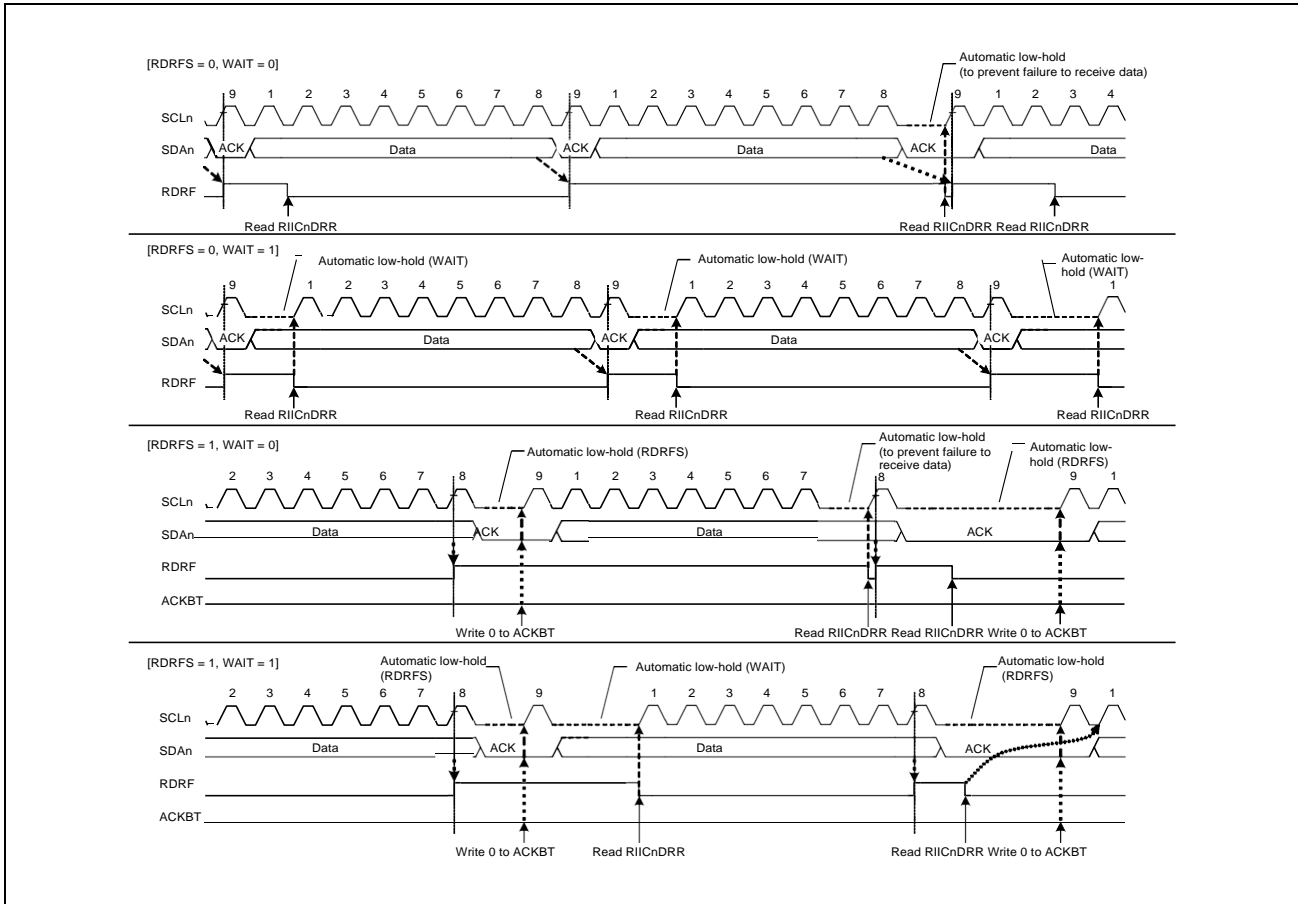 [RDRFS = 0, WAIT = 0]
Automatic low-hold
(to prevent failure to receive data)
9 1 2 3 4 5 6 7 8 9 1 2 3 4 5 6 7 8 9 1 2 3 4
SCLn
SDAn ACK Data ACK Data ACK Data
RDRF
Read RIICnDRR Read RIICnDRR Read RIICnDRR
[RDRFS = 0, WAIT = 1]
Automatic low-hold (WAIT) Automatic low-hold (WAIT) Automatic low-
hold (WAIT)
9 1 2 3 4 5 6 7 8 9 1 2 3 4 5 6 7 8 9 1
SCLn
SDAn ACK Data ACK Data ACK
RDRF
Read RIICnDRR Read RIICnDRR Read RIICnDRR
[RDRFS = 1, WAIT = 0]
Automatic low-hold (RDRFS)
Automatic low-hold
(to prevent failure to
receive data)
Automatic low-
hold (RDRFS)
2 3 4 5 6 7 8 9 1 2 3 4 5 6 7 8 9 1
SCLn
SDAn Data ACK Data ACK
RDRF
ACKBT
Write 0 to ACKBT Read RIICnDRR Read RIICnDRR Write 0 to ACKBT
[RDRFS = 1, WAIT = 1]
Automatic low-hold
(RDRFS)
Automatic low-hold (WAIT)
Automatic low-hold
(RDRFS)
2 3 4 5 6 7 8 9 1 2 3 4 5 6 7 8 9 1
SCLn
SDAn Data ACK Data ACK
RDRF
ACKBT
Write 0 to ACKBT Read RIICnDRR Read RIICnDRR Write 0 to ACKBT